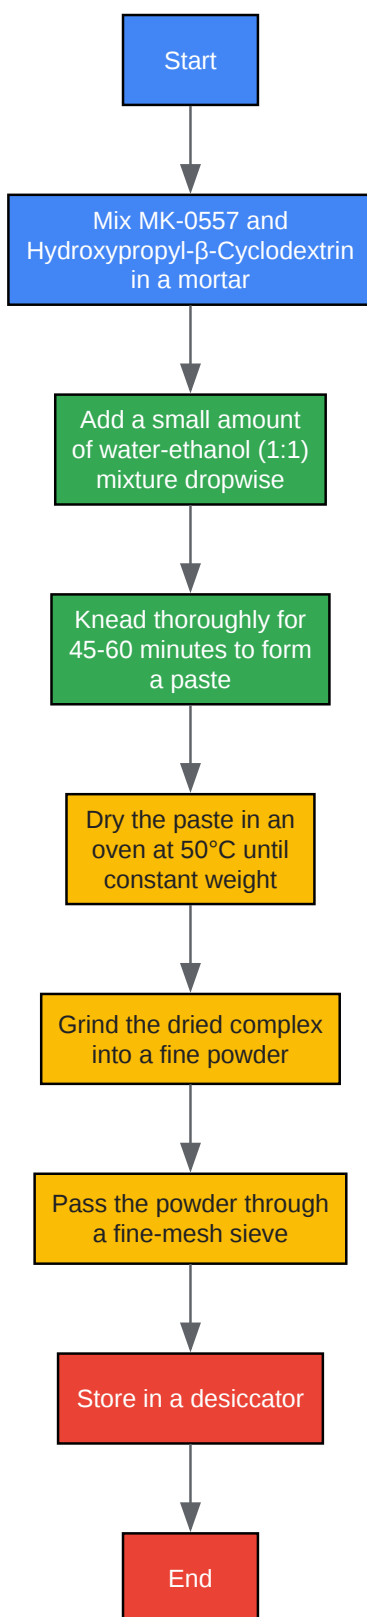 Start
Mix MK-0557 and
Hydroxypropyl-β-Cyclodextrin
in a mortar
Add a small amount
of water-ethanol (1:1)
mixture dropwise
Knead thoroughly for
45-60 minutes to form
a paste
Dry the paste in an
oven at 50°C until
constant weight
Grind the dried complex
into a fine powder
Pass the powder through
a fine-mesh sieve
Store in a desiccator
End